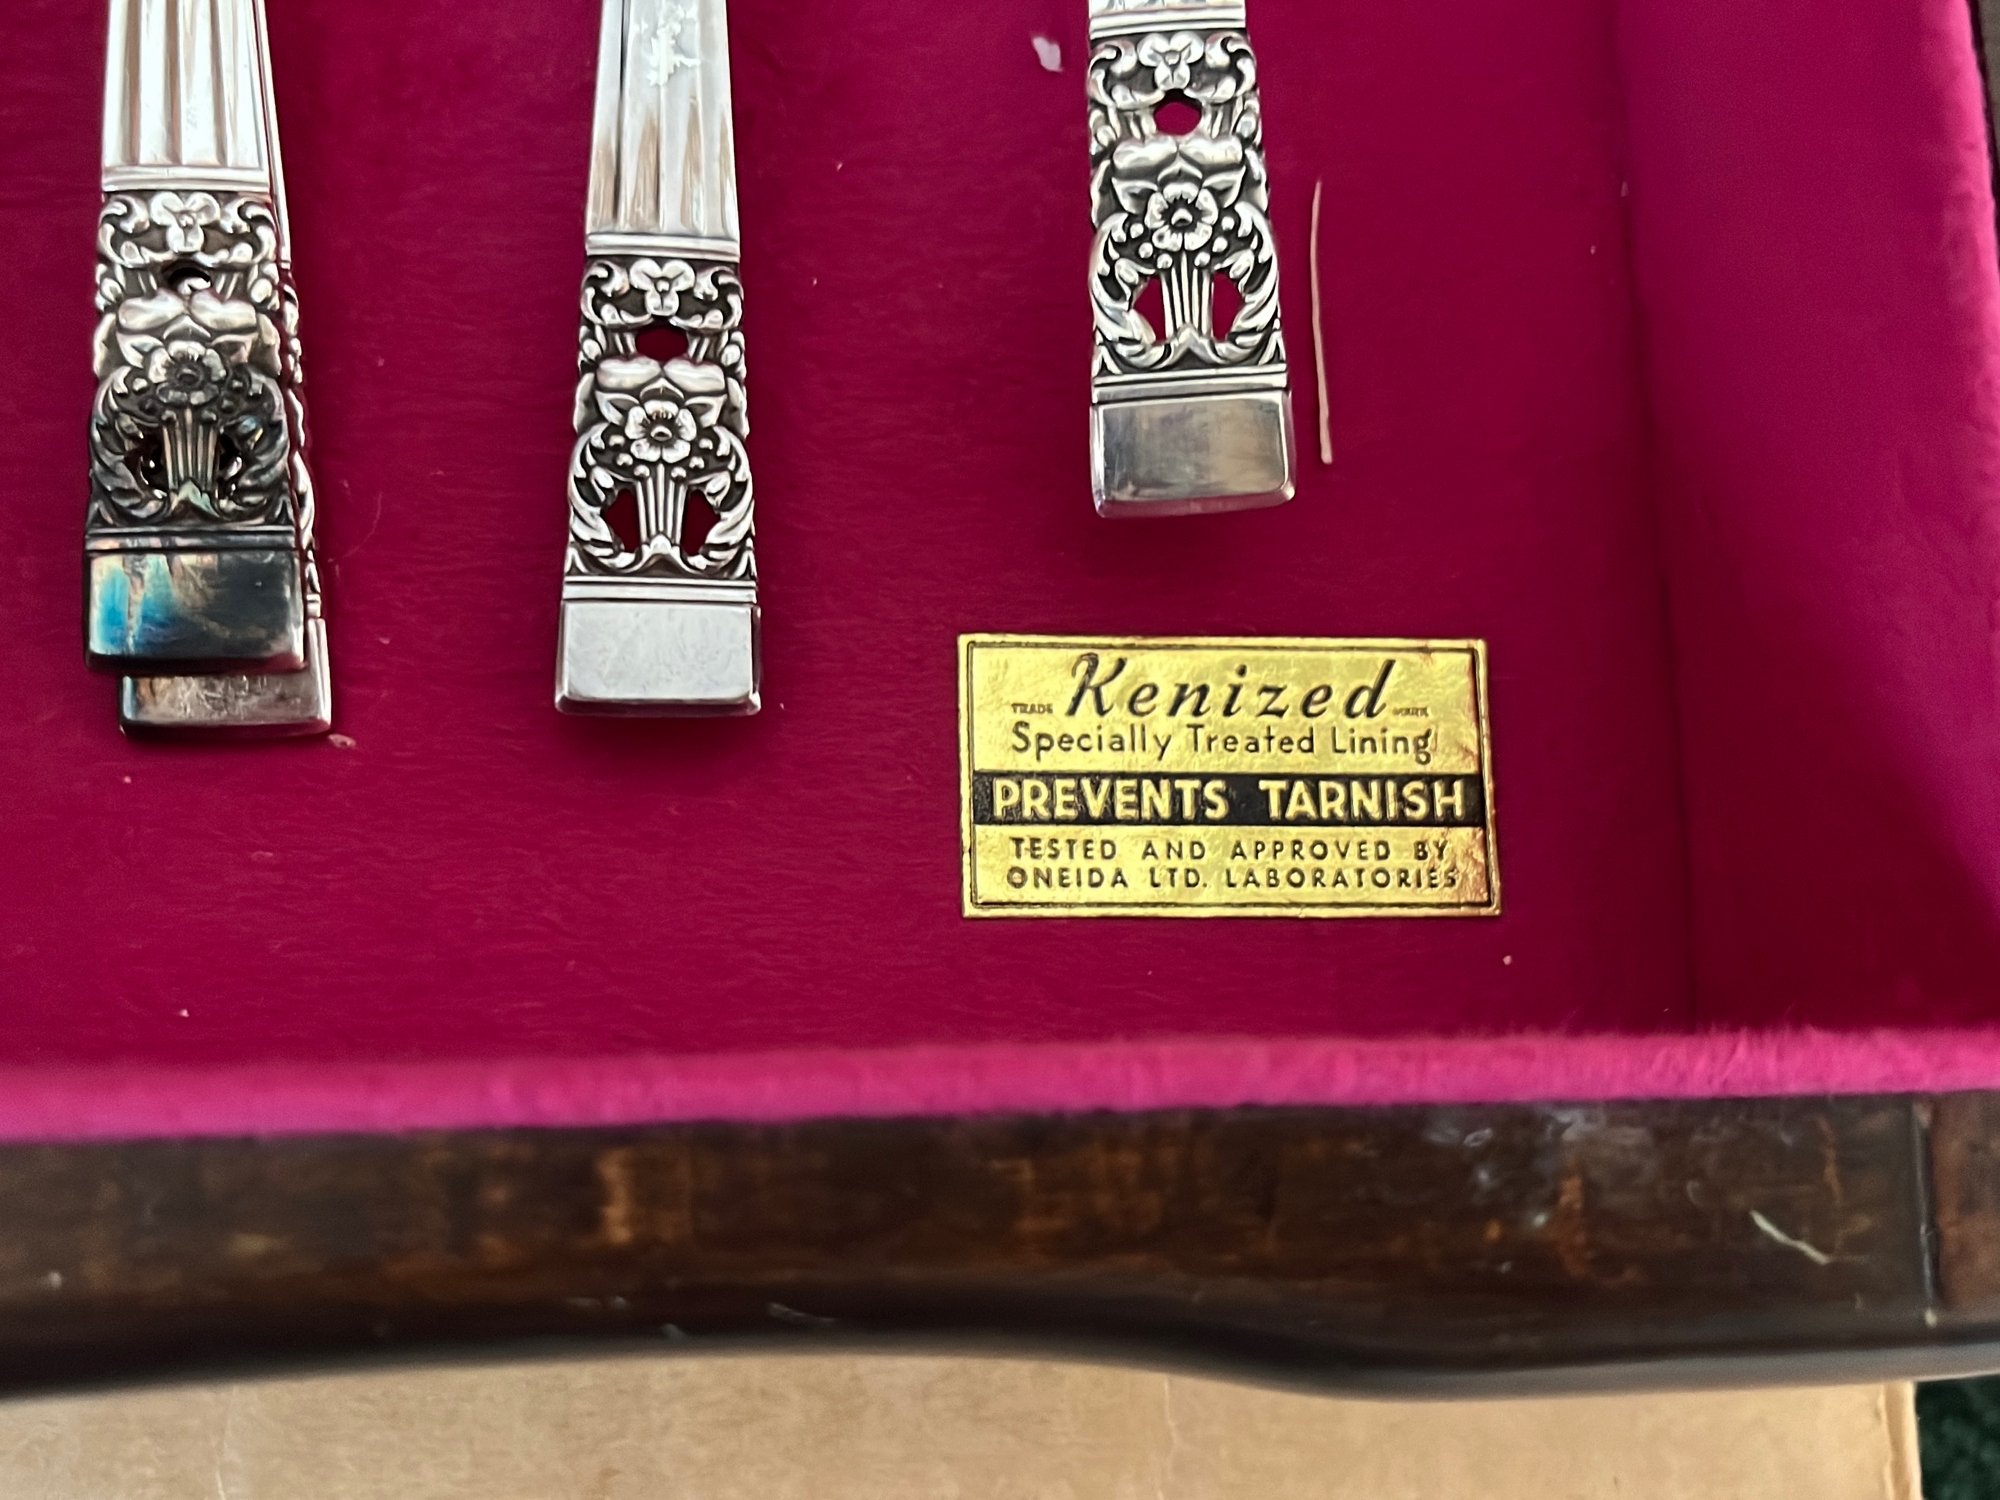 Kenized
TRADE MARK
Specially Treated Lining
PREVENTS TARNISH
TESTED AND APPROVED BY
ONEIDA LTD. LABORATORIES